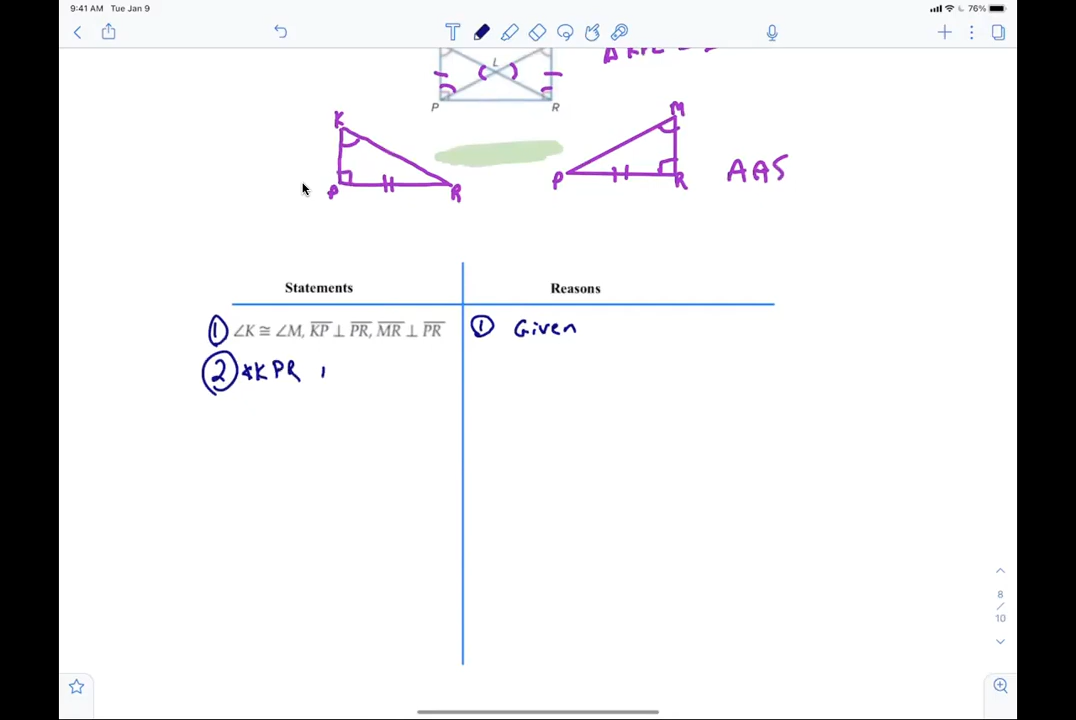 9:41 AM Tue Jan 9
76%
L
P
R
K
P
R
M
P
R
AAS
Statements
Reasons
① ∠K ≅ ∠M, KP ⊥ PR, MR ⊥ PR
① Given
② ∡KPR
8
/
10